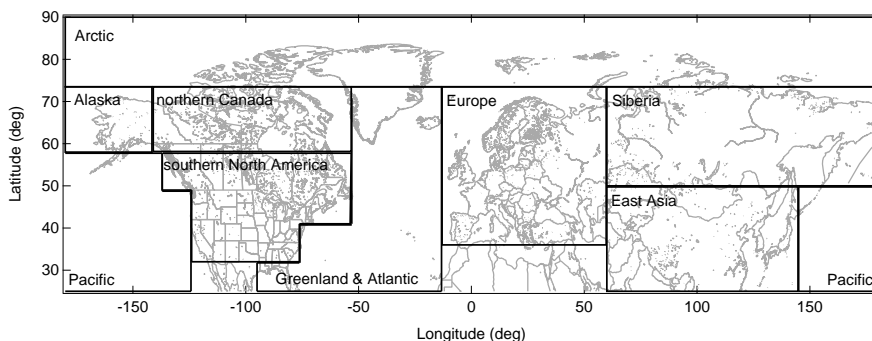 90
Arctic
80
70
Alaska
northern Canada
Europe
Siberia
60
southern North America
50
East Asia
40
30
Pacific
Greenland & Atlantic
Pacific
-150
-100
-50
0
50
100
150
Latitude (deg)
Longitude (deg)